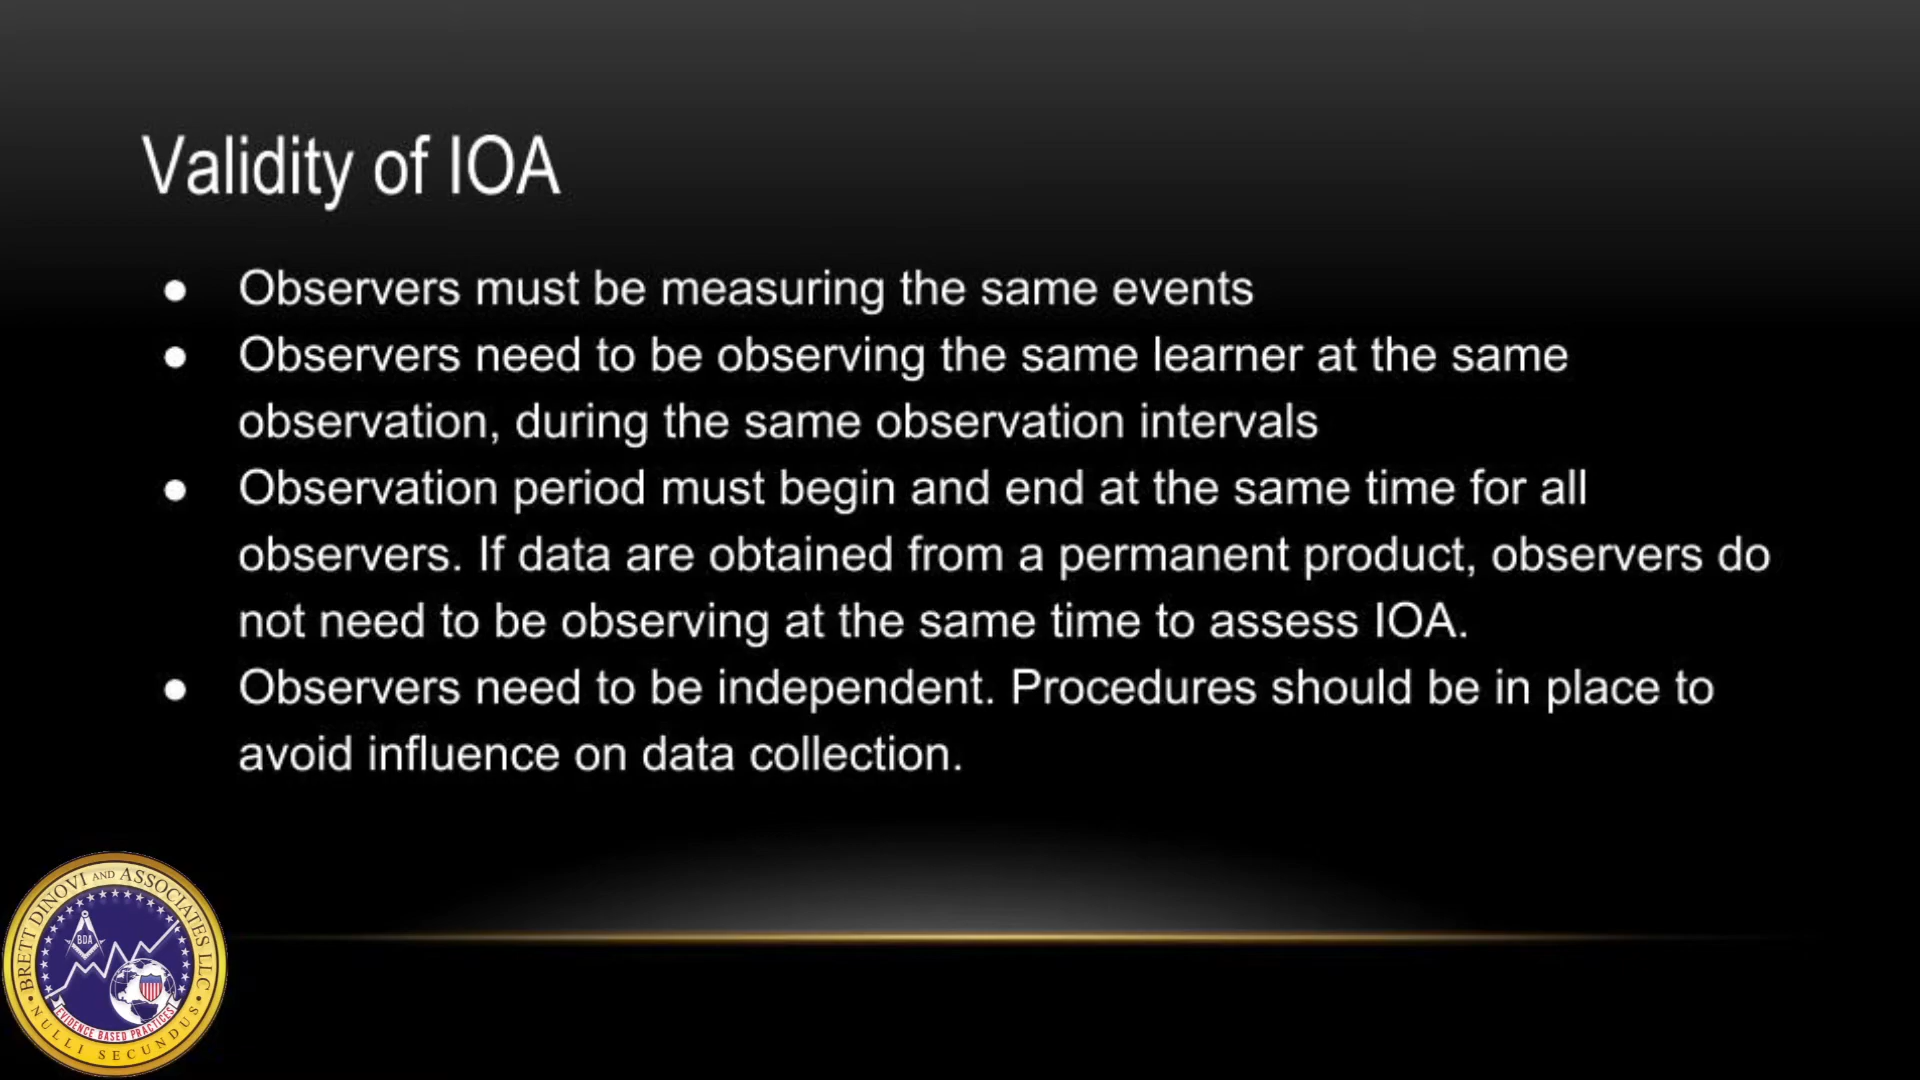 Validity of IOA
● Observers must be measuring the same events
● Observers need to be observing the same learner at the same
observation, during the same observation intervals
● Observation period must begin and end at the same time for all
observers. If data are obtained from a permanent product, observers do
not need to be observing at the same time to assess IOA.
● Observers need to be independent. Procedures should be in place to
avoid influence on data collection.
BRETT DINOVI AND ASSOCIATES LLC
BDA
EVIDENCE BASED PRACTICES
• NULLI SECUNDUS •